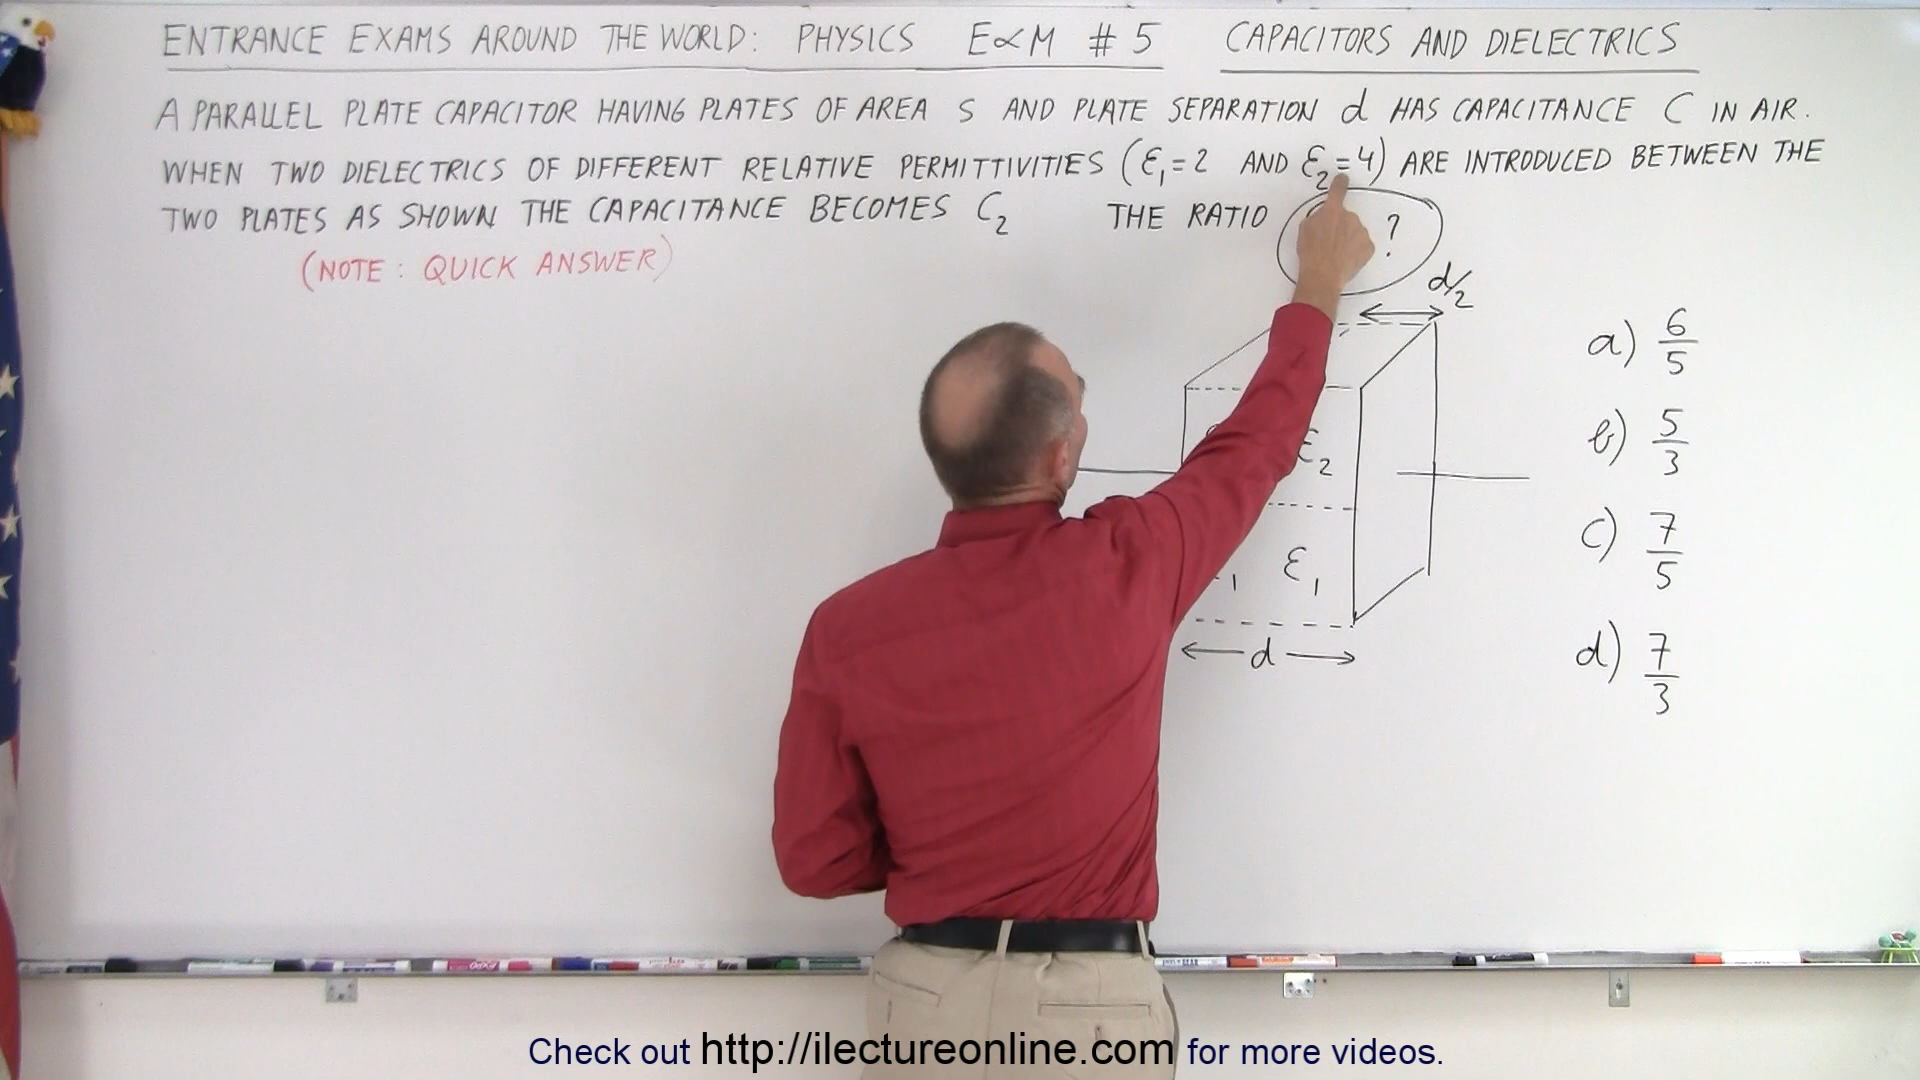 ENTRANCE EXAMS AROUND THE WORLD: PHYSICS E&M #5 CAPACITORS AND DIELECTRICS
A PARALLEL PLATE CAPACITOR HAVING PLATES OF AREA S AND PLATE SEPARATION d HAS CAPACITANCE C IN AIR.
WHEN TWO DIELECTRICS OF DIFFERENT RELATIVE PERMITTIVITIES (ε₁=2 AND ε₂=4) ARE INTRODUCED BETWEEN THE
TWO PLATES AS SHOWN THE CAPACITANCE BECOMES C₂ THE RATIO ?
(NOTE: QUICK ANSWER)
d/2
a) 6/5
b) 5/3
ε₂
c) 7/5
ε₁
d
d) 7/3
Check out http://ilectureonline.com for more videos.